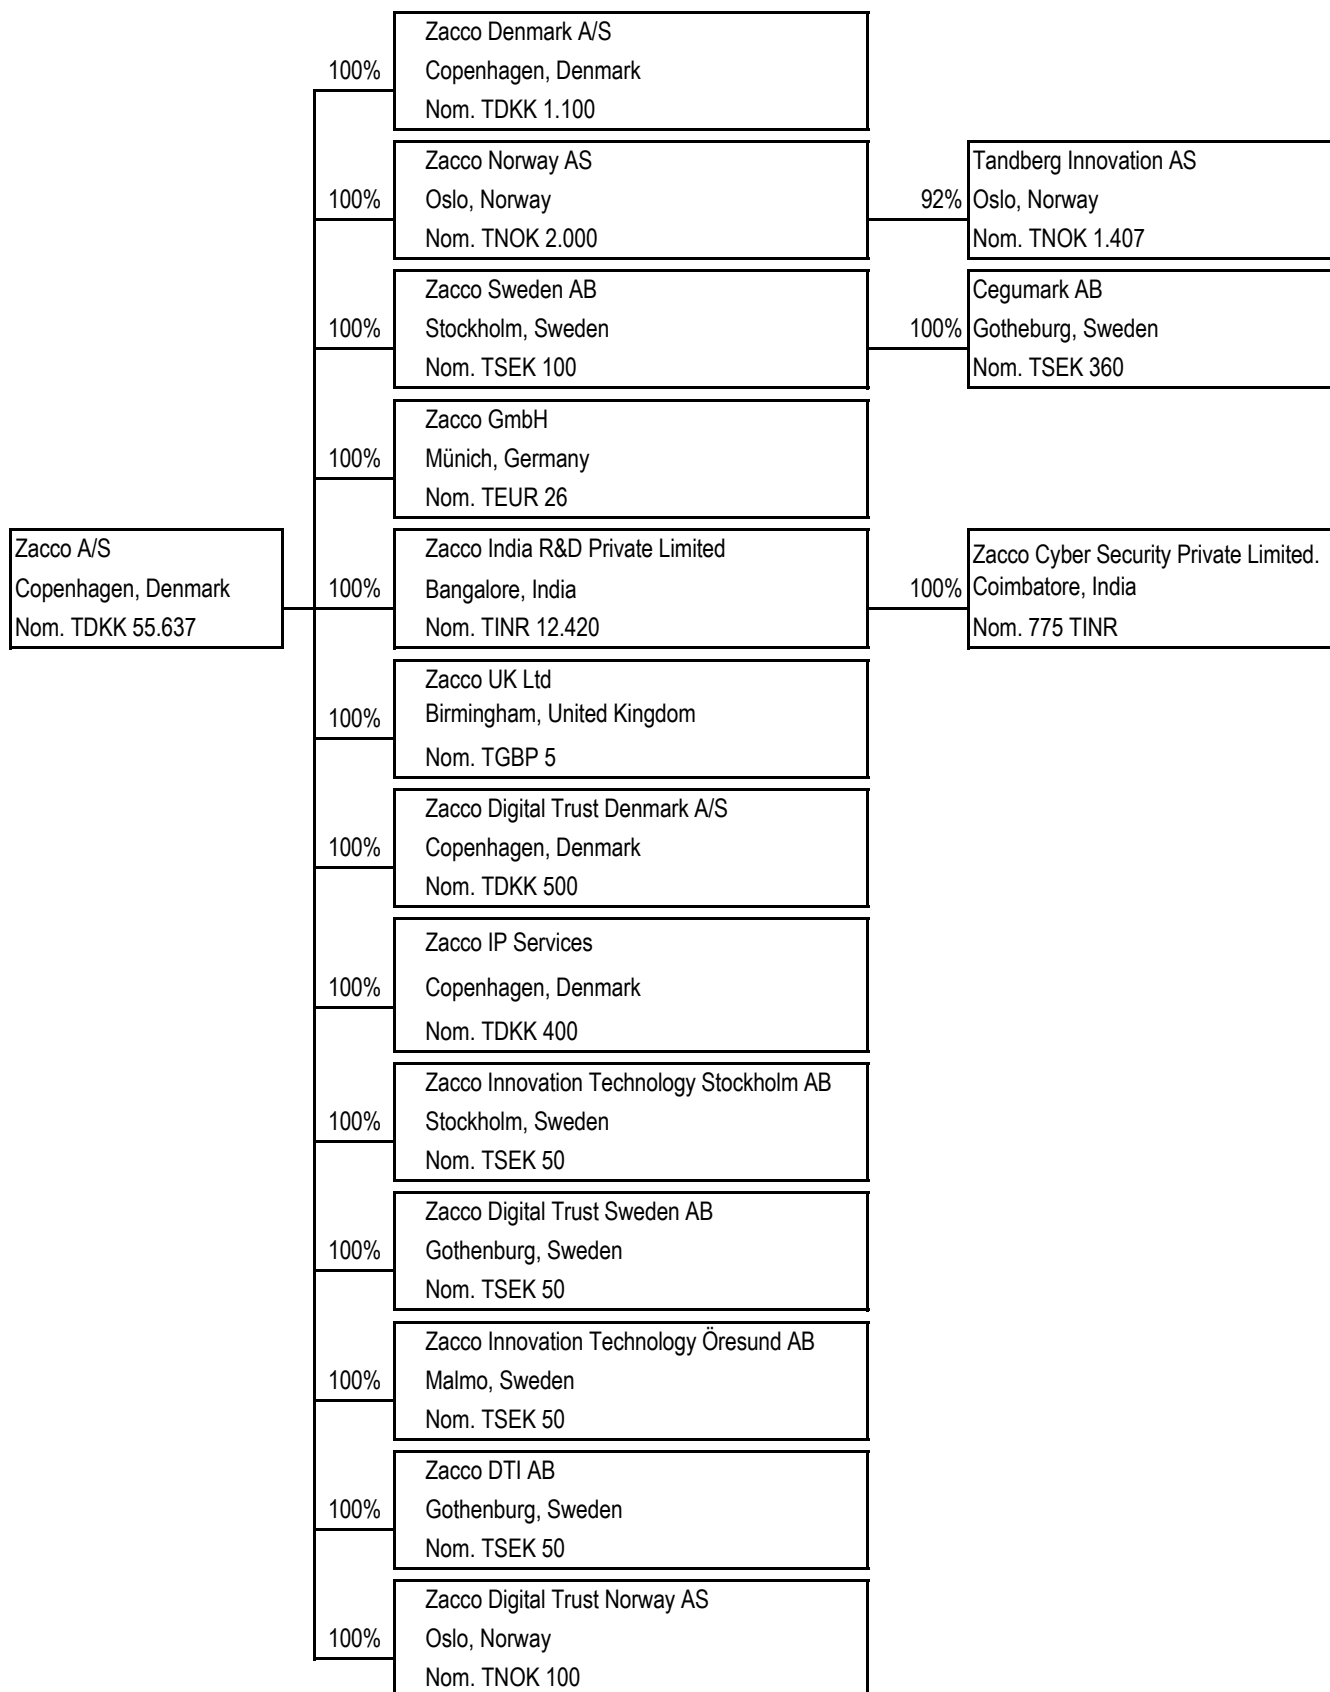 Zacco A/S
Copenhagen, Denmark
Nom. TDKK 55.637
100%
Zacco Denmark A/S
Copenhagen, Denmark
Nom. TDKK 1.100
100%
Zacco Norway AS
Oslo, Norway
Nom. TNOK 2.000
92%
Tandberg Innovation AS
Oslo, Norway
Nom. TNOK 1.407
100%
Zacco Sweden AB
Stockholm, Sweden
Nom. TSEK 100
100%
Cegumark AB
Gotheburg, Sweden
Nom. TSEK 360
100%
Zacco GmbH
Münich, Germany
Nom. TEUR 26
100%
Zacco India R&D Private Limited
Bangalore, India
Nom. TINR 12.420
100%
Zacco Cyber Security Private Limited.
Coimbatore, India
Nom. 775 TINR
100%
Zacco UK Ltd
Birmingham, United Kingdom
Nom. TGBP 5
100%
Zacco Digital Trust Denmark A/S
Copenhagen, Denmark
Nom. TDKK 500
100%
Zacco IP Services
Copenhagen, Denmark
Nom. TDKK 400
100%
Zacco Innovation Technology Stockholm AB
Stockholm, Sweden
Nom. TSEK 50
100%
Zacco Digital Trust Sweden AB
Gothenburg, Sweden
Nom. TSEK 50
100%
Zacco Innovation Technology Öresund AB
Malmo, Sweden
Nom. TSEK 50
100%
Zacco DTI AB
Gothenburg, Sweden
Nom. TSEK 50
100%
Zacco Digital Trust Norway AS
Oslo, Norway
Nom. TNOK 100